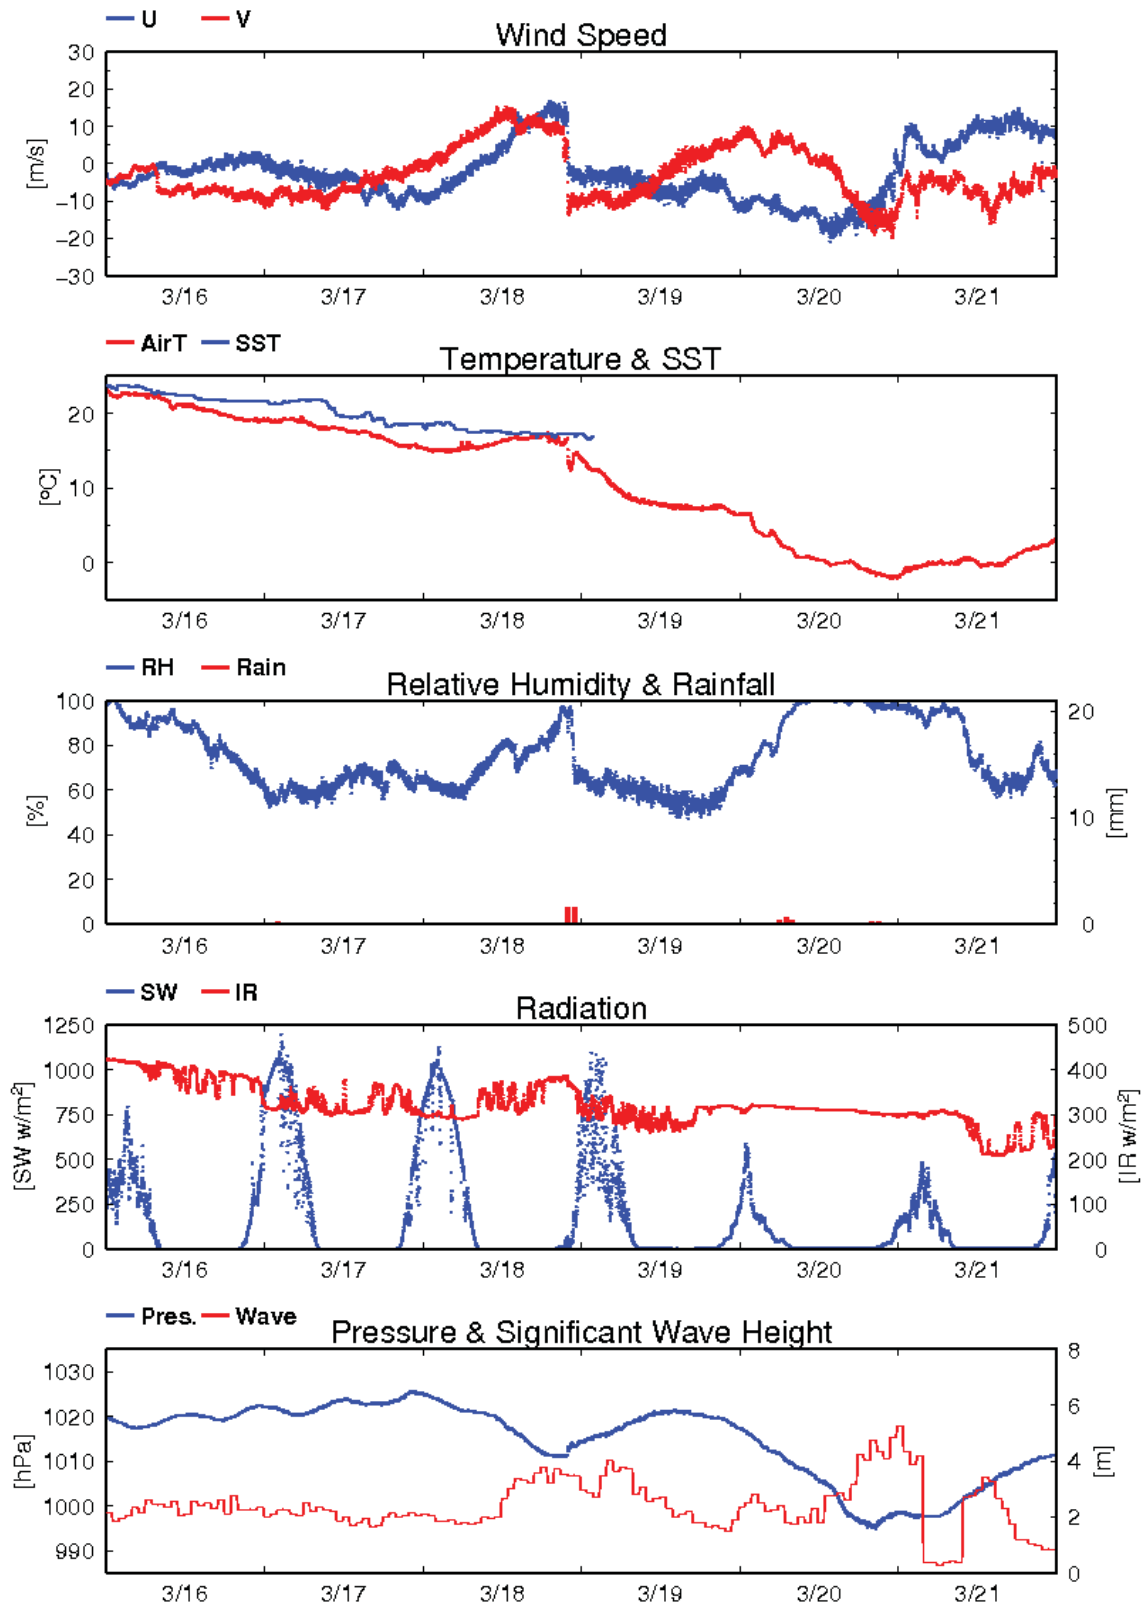 U V
Wind Speed
30
20
10
0
−10
−20
−30
[m/s]
3/16 3/17 3/18 3/19 3/20 3/21
AirT SST
Temperature & SST
20
10
0
[ºC]
3/16 3/17 3/18 3/19 3/20 3/21
RH Rain
Relative Humidity & Rainfall
100
80
60
40
20
0
[%]
20
10
0
[mm]
3/16 3/17 3/18 3/19 3/20 3/21
SW IR
Radiation
1250
1000
750
500
250
0
[SW w/m²]
500
400
300
200
100
0
[IR w/m²]
3/16 3/17 3/18 3/19 3/20 3/21
Pres. Wave
Pressure & Significant Wave Height
1030
1020
1010
1000
990
[hPa]
8
6
4
2
0
[m]
3/16 3/17 3/18 3/19 3/20 3/21